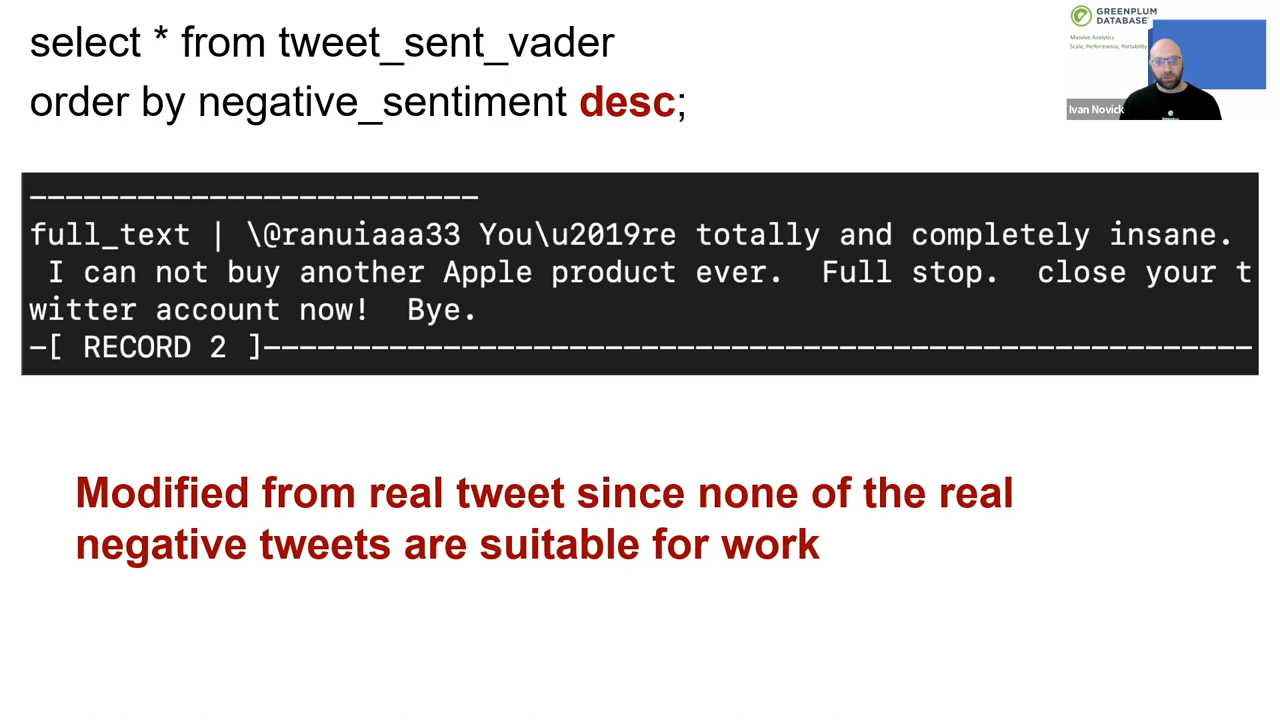 select * from tweet_sent_vader
order by negative_sentiment desc;
GREENPLUM
DATABASE
Massive Analytics
Scale, Performance, Portability
Ivan Novick
-------------------------
full_text | \@ranuiaaa33 You\u2019re totally and completely insane.
I can not buy another Apple product ever.  Full stop.  close your t
witter account now!  Bye.
-[ RECORD 2 ]-------------------------------------------------------
Modified from real tweet since none of the real
negative tweets are suitable for work